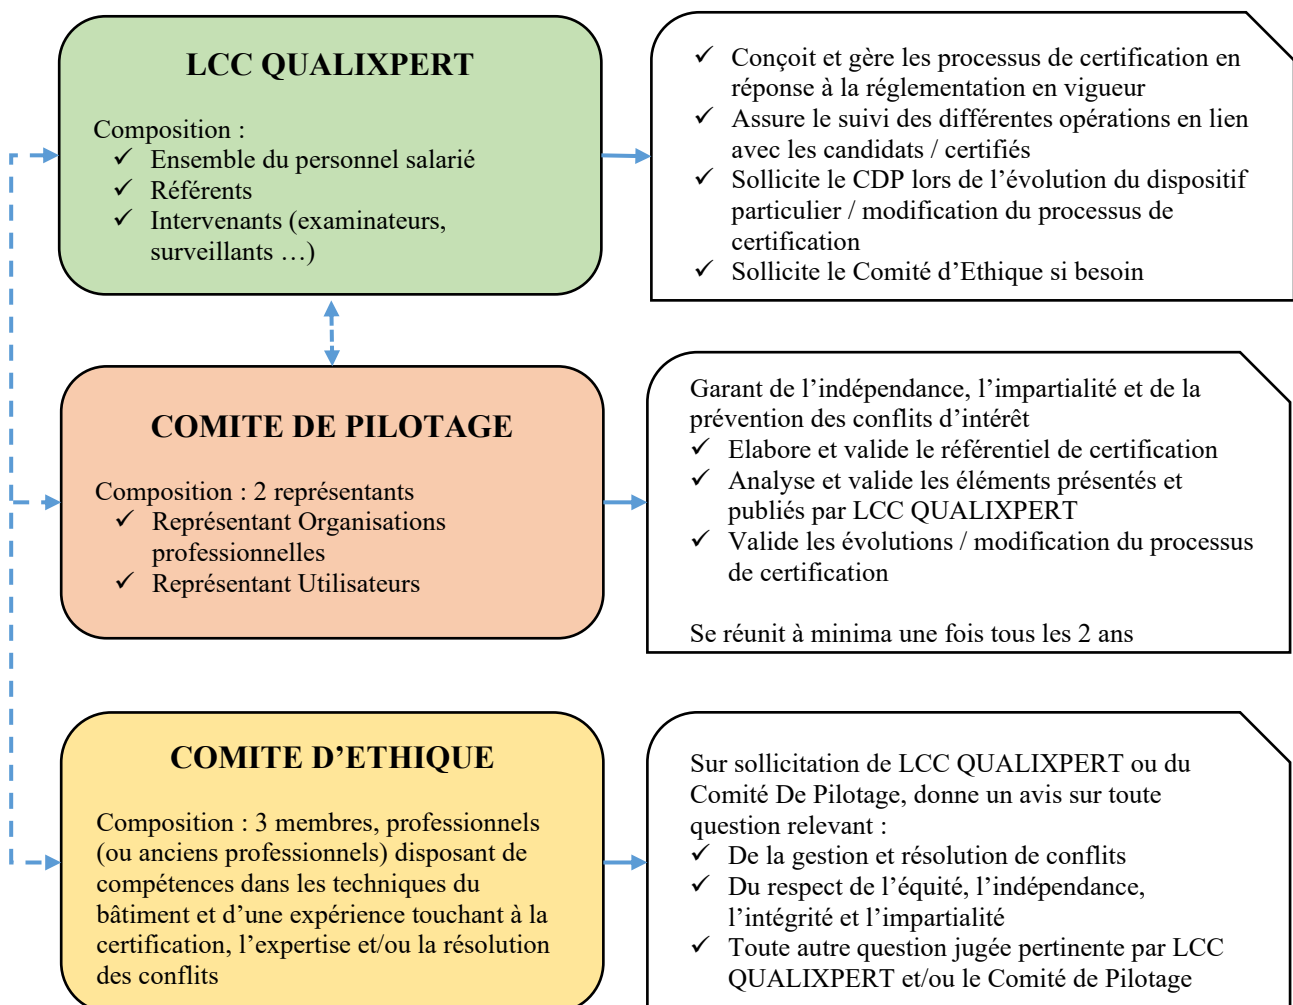 LCC QUALIXPERT
Composition :
✓ Ensemble du personnel salarié
✓ Référents
✓ Intervenants (examinateurs,
surveillants …)
✓ Conçoit et gère les processus de certification en
réponse à la réglementation en vigueur
✓ Assure le suivi des différentes opérations en lien
avec les candidats / certifiés
✓ Sollicite le CDP lors de l’évolution du dispositif
particulier / modification du processus de
certification
✓ Sollicite le Comité d’Ethique si besoin
COMITE DE PILOTAGE
Composition : 2 représentants
✓ Représentant Organisations
professionnelles
✓ Représentant Utilisateurs
Garant de l’indépendance, l’impartialité et de la
prévention des conflits d’intérêt
✓ Elabore et valide le référentiel de certification
✓ Analyse et valide les éléments présentés et
publiés par LCC QUALIXPERT
✓ Valide les évolutions / modification du processus
de certification
Se réunit à minima une fois tous les 2 ans
COMITE D’ETHIQUE
Composition : 3 membres, professionnels
(ou anciens professionnels) disposant de
compétences dans les techniques du
bâtiment et d’une expérience touchant à la
certification, l’expertise et/ou la résolution
des conflits
Sur sollicitation de LCC QUALIXPERT ou du
Comité De Pilotage, donne un avis sur toute
question relevant :
✓ De la gestion et résolution de conflits
✓ Du respect de l’équité, l’indépendance,
l’intégrité et l’impartialité
✓ Toute autre question jugée pertinente par LCC
QUALIXPERT et/ou le Comité de Pilotage